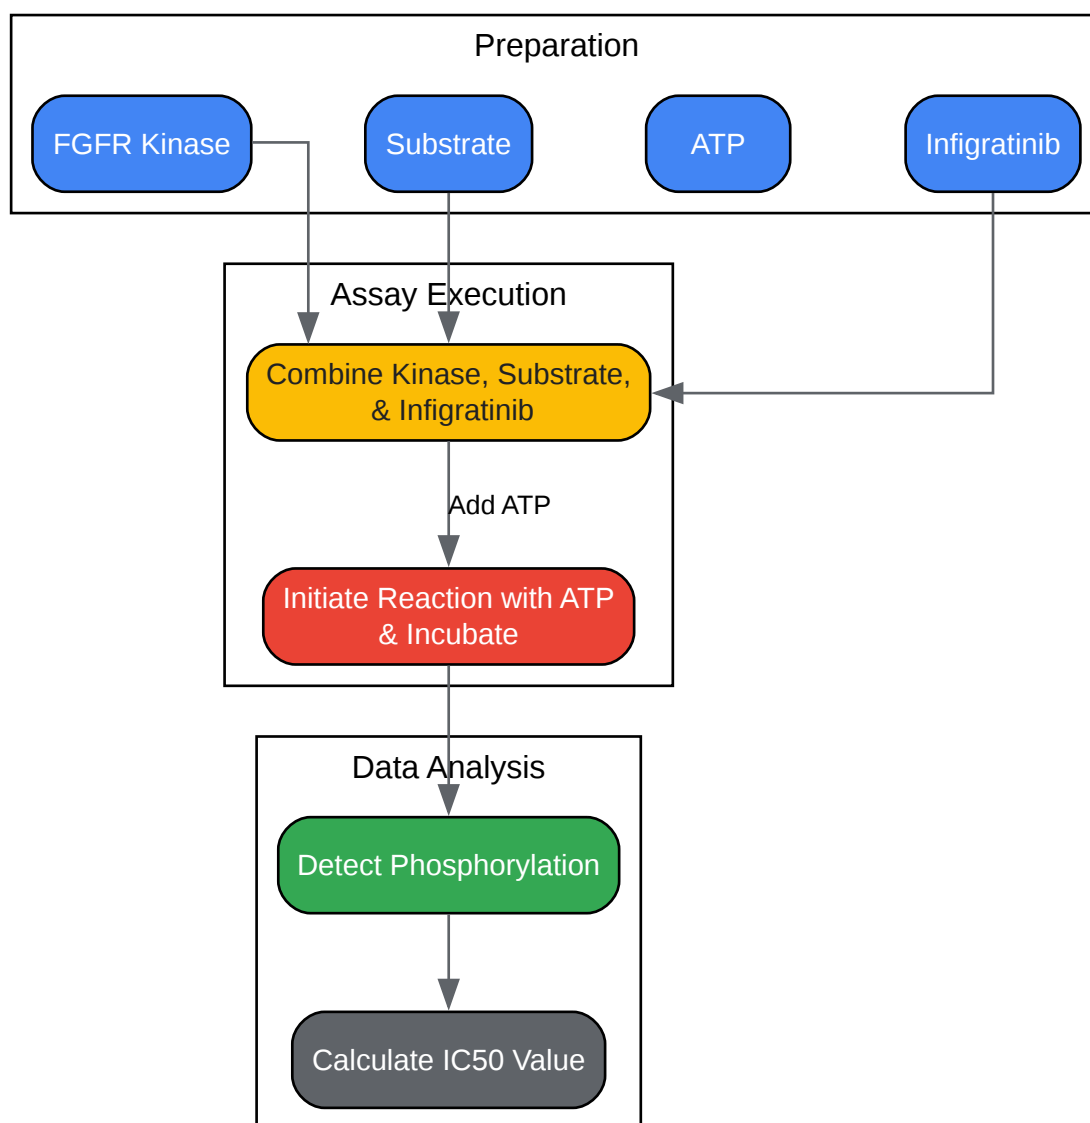 Preparation
FGFR Kinase
Substrate
ATP
Infigratinib
Assay Execution
Combine Kinase, Substrate,
& Infigratinib
Add ATP
Initiate Reaction with ATP
& Incubate
Data Analysis
Detect Phosphorylation
Calculate IC50 Value